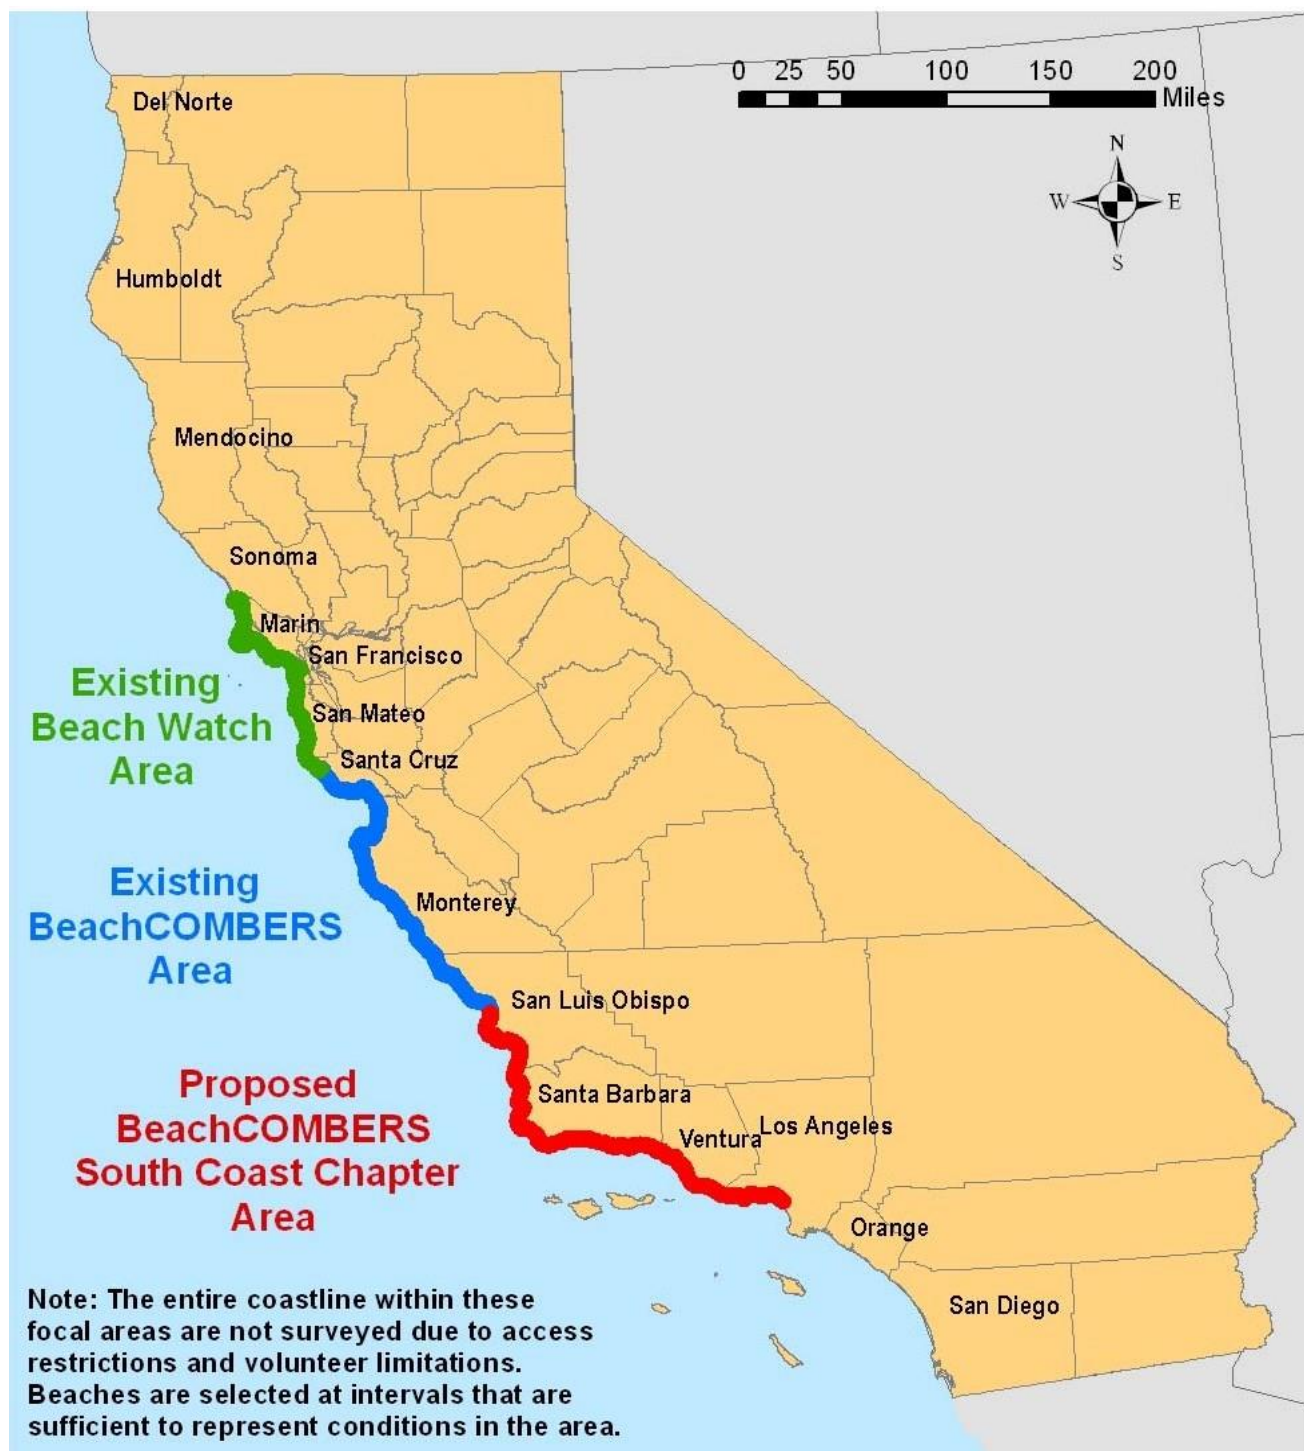 0 25 50 100 150 200
Miles
N
W E
S
Del Norte
Humboldt
Mendocino
Sonoma
Marin
San Francisco
San Mateo
Santa Cruz
Monterey
San Luis Obispo
Santa Barbara
Ventura
Los Angeles
Orange
San Diego
Existing
Beach Watch
Area
Existing
BeachCOMBERS
Area
Proposed
BeachCOMBERS
South Coast Chapter
Area
Note: The entire coastline within these
focal areas are not surveyed due to access
restrictions and volunteer limitations.
Beaches are selected at intervals that are
sufficient to represent conditions in the area.